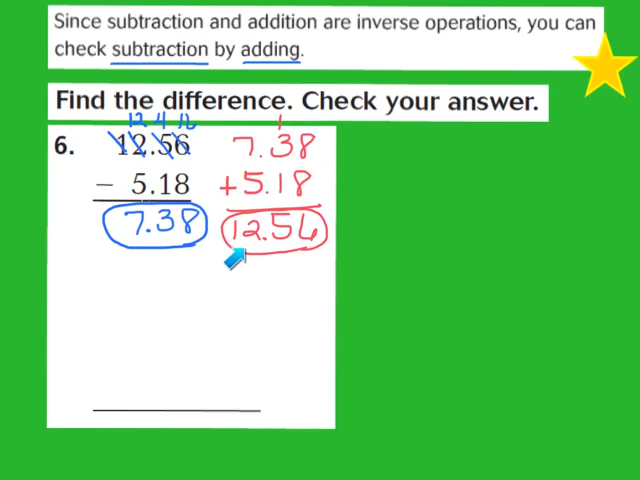 Since subtraction and addition are inverse operations, you can
check subtraction by adding.
Find the difference. Check your answer.
12 4 16 1
6. 12.56 7.38
− 5.18 +5.18
7.38 12.56